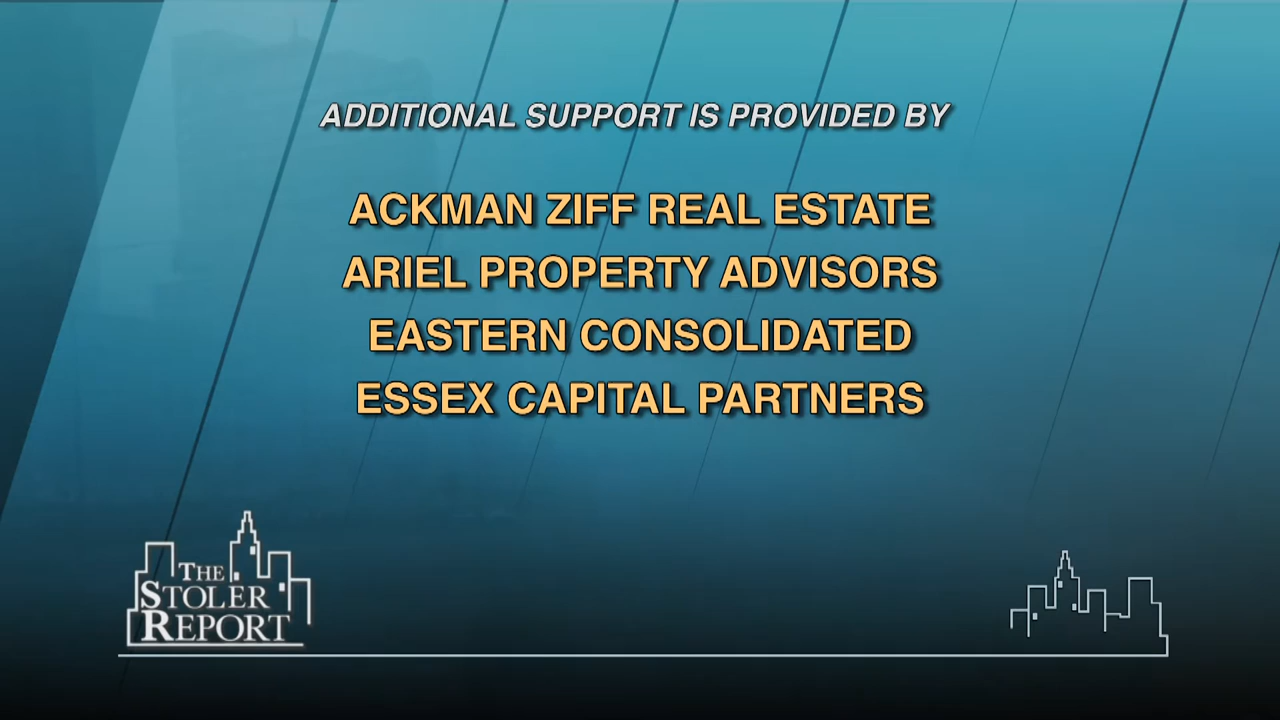 ADDITIONAL SUPPORT IS PROVIDED BY
ACKMAN ZIFF REAL ESTATE
ARIEL PROPERTY ADVISORS
EASTERN CONSOLIDATED
ESSEX CAPITAL PARTNERS
THE
STOLER
REPORT